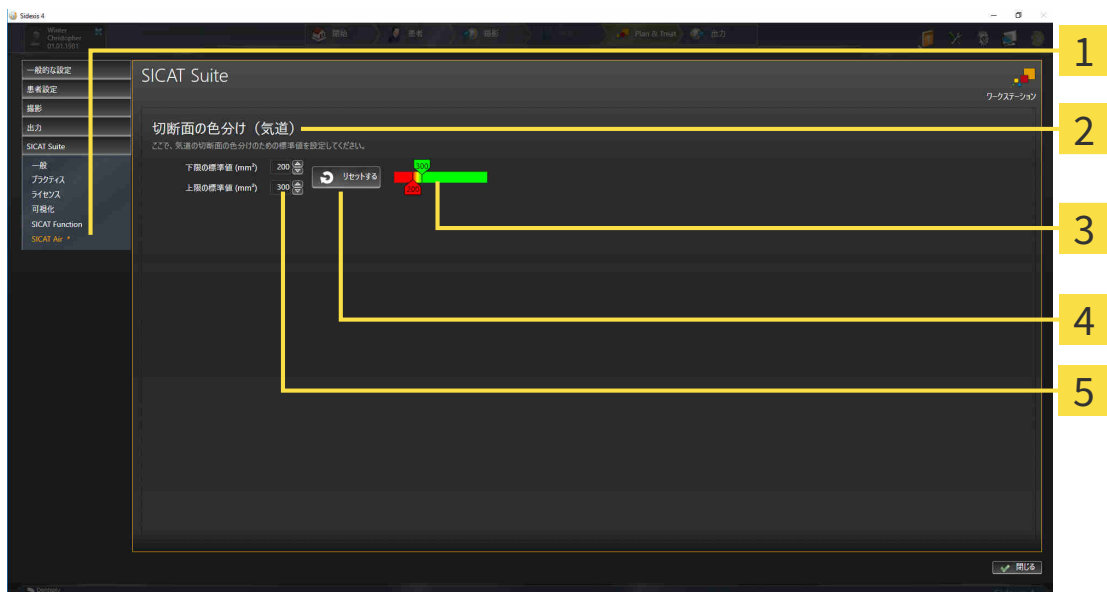 Sidexis 4
Winter
Christopher
01.01.1981
開始
患者
撮影
Plan & Treat
出力
1
一般的な設定
患者設定
撮影
出力
SICAT Suite
一般
プラクティス
ライセンス
可視化
SICAT Function
SICAT Air *
SICAT Suite
ワークステーション
切断面の色分け（気道）
2
ここで、気道の切断面の色分けのための標準値を設定してください。
下限の標準値 (mm²) 200
上限の標準値 (mm²) 300
リセットする
300
200
3
4
5
閉じる